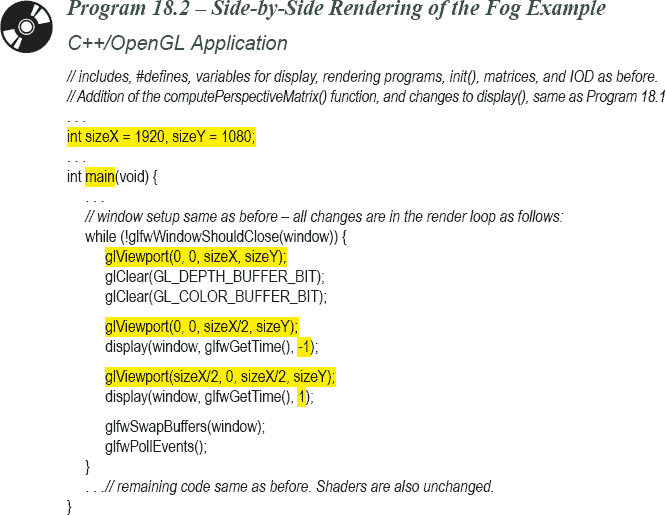 Program 18.2 – Side-by-Side Rendering of the Fog Example
C++/OpenGL Application
// includes, #defines, variables for display, rendering programs, init(), matrices, and IOD as before.
// Addition of the computePerspectiveMatrix() function, and changes to display(), same as Program 18.1
. . .
int sizeX = 1920, sizeY = 1080;
. . .
int main(void) {
. . .
// window setup same as before – all changes are in the render loop as follows:
while (!glfwWindowShouldClose(window)) {
glViewport(0, 0, sizeX, sizeY);
glClear(GL_DEPTH_BUFFER_BIT);
glClear(GL_COLOR_BUFFER_BIT);
glViewport(0, 0, sizeX/2, sizeY);
display(window, glfwGetTime(), -1);
glViewport(sizeX/2, 0, sizeX/2, sizeY);
display(window, glfwGetTime(), 1);
glfwSwapBuffers(window);
glfwPollEvents();
}
. . .// remaining code same as before. Shaders are also unchanged.
}